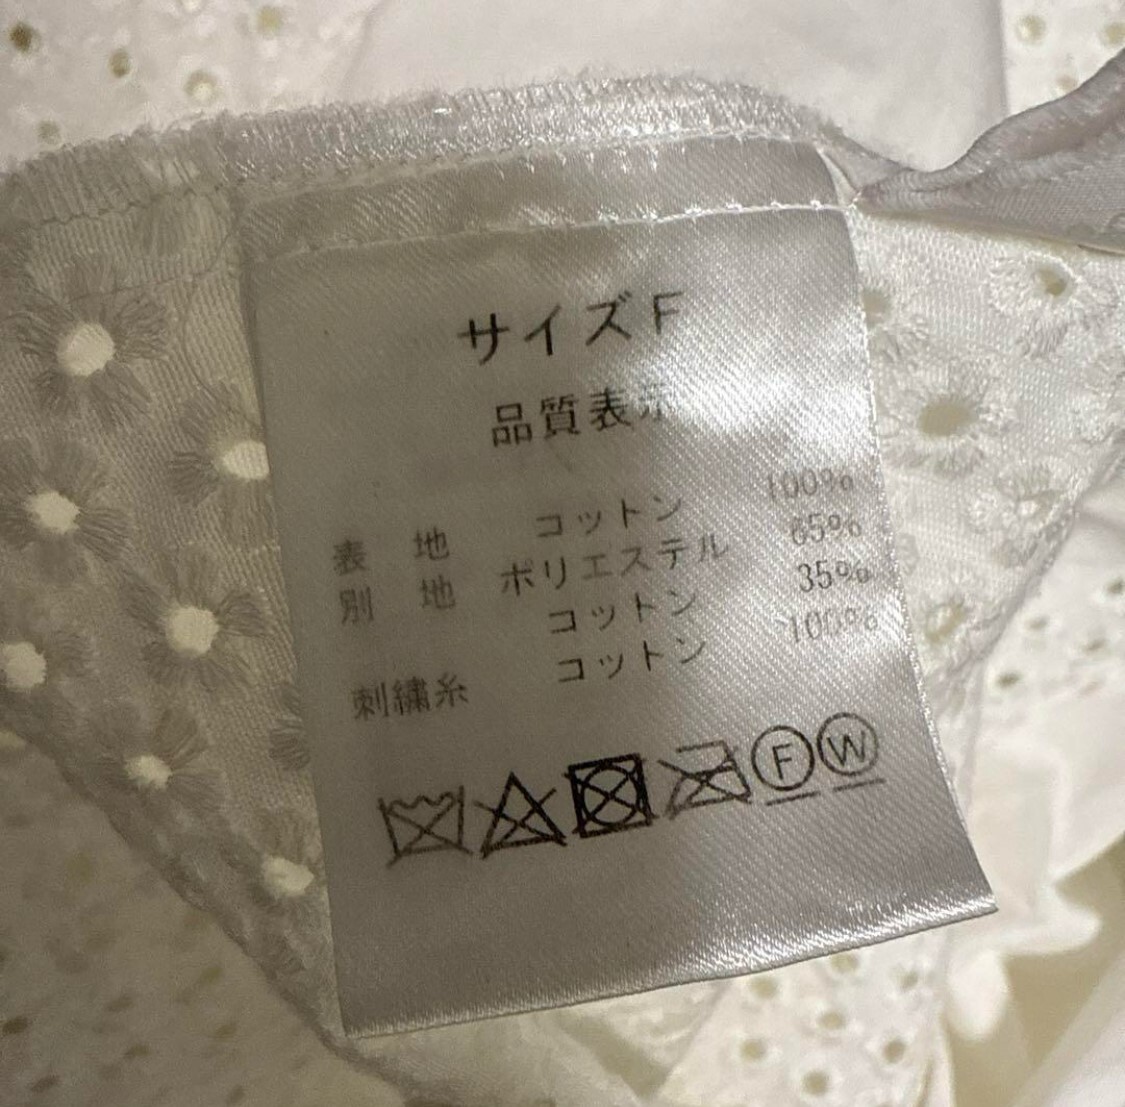 サイズF
品質表示
表 地 コットン 100%
別 地 ポリエステル 65%
コットン 35%
刺繍糸 コットン 100%
F W